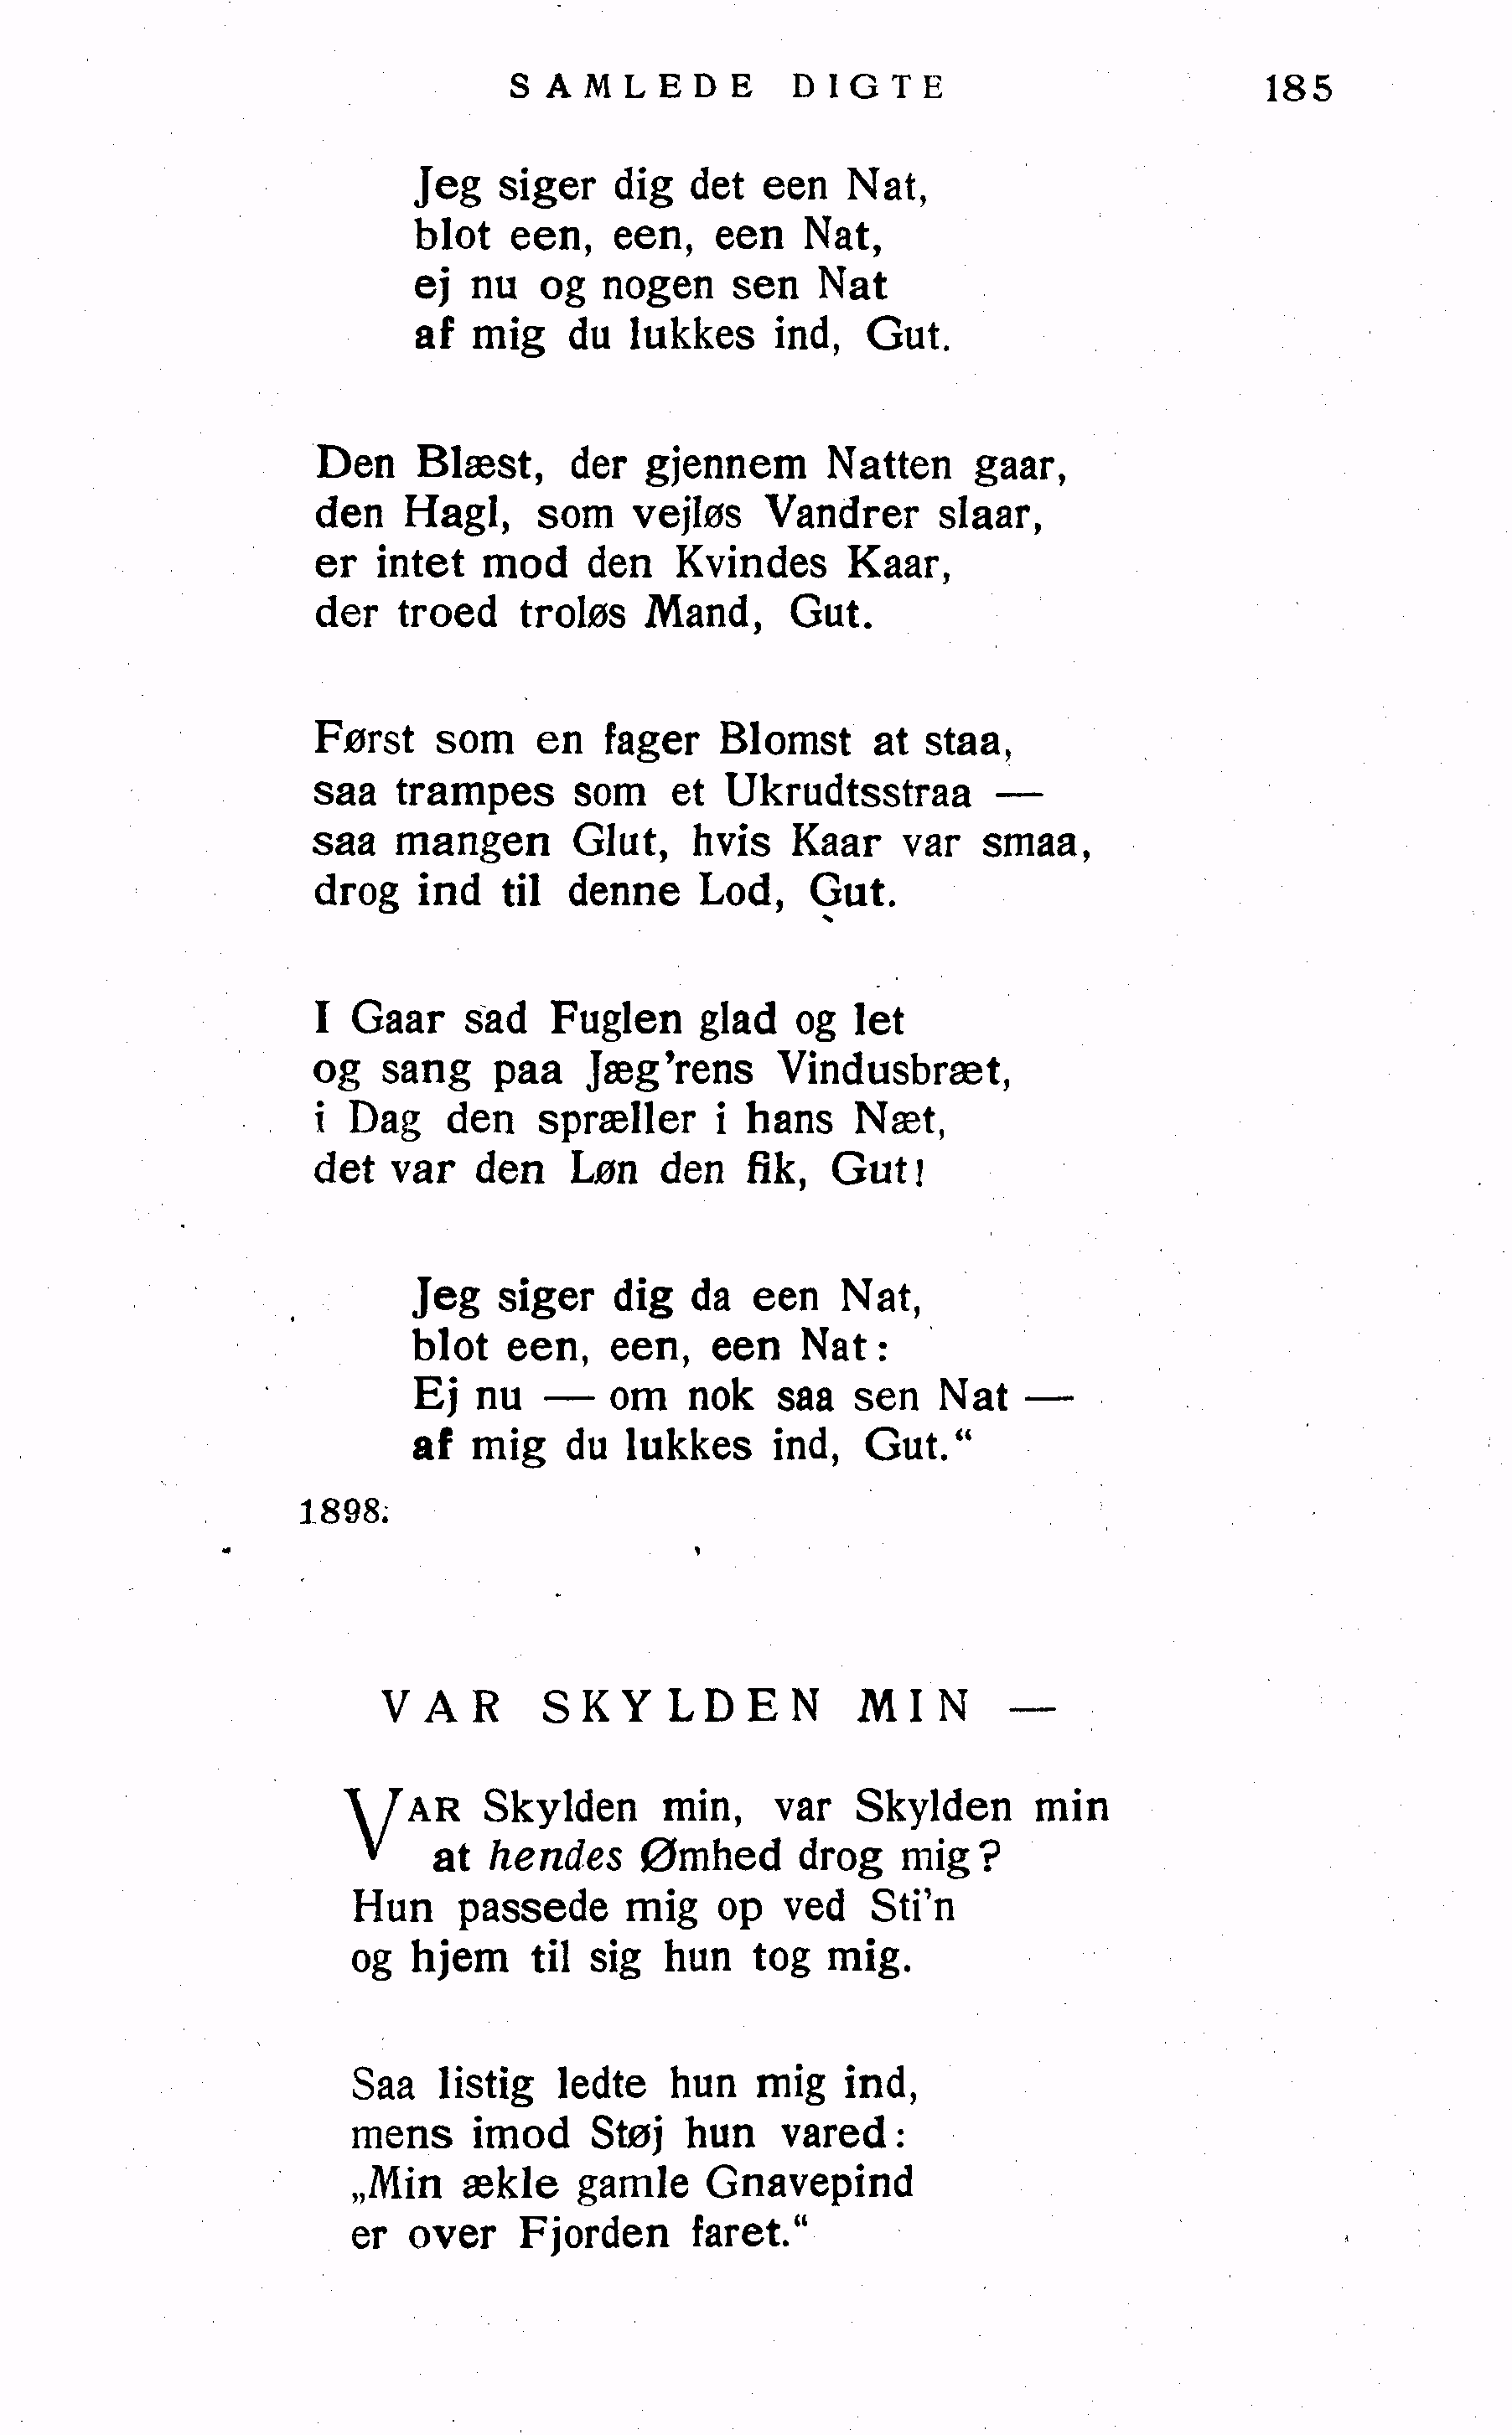 SAMLEDE DIGTE 185
Jeg siger dig det een Nat,
blot een, een, een Nat,
ej nu og nogen sen Nat
af mig du lukkes ind, Gut.
Den Blæst, der gjennem Natten gaar,
den Hagl, som vejløs Vandrer slaar,
er intet mod den Kvindes Kaar,
der troed troløs Mand, Gut.
Først som en fager Blomst at staa,
saa trampes som et Ukrudtsstraa —
saa mangen Glut, hvis Kaar var smaa,
drog ind til denne Lod, Gut.
I Gaar sad Fuglen glad og let
og sang paa Jæg'rens Vindusbræt,
i Dag den spræller i hans Næt,
det var den Løn den fik, Gut!
Jeg siger dig da een Nat,
blot een, een, een Nat:
Ej nu — om nok saa sen Nat —
af mig du lukkes ind, Gut.“
1898.
VAR SKYLDEN MIN —
VAR Skylden min, var Skylden min
at hendes Ømhed drog mig?
Hun passede mig op ved Sti'n
og hjem til sig hun tog mig.
Saa listig ledte hun mig ind,
mens imod Støj hun vared:
„Min ækle gamle Gnavepind
er over Fjorden faret.“